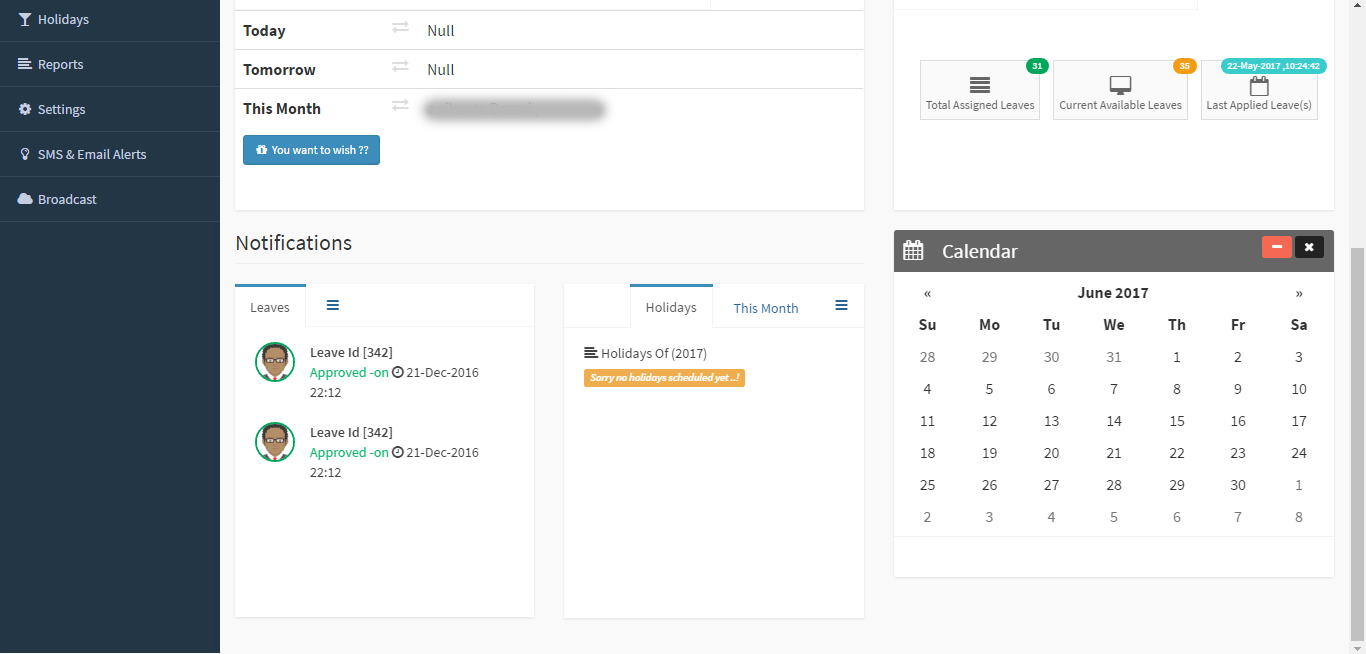 Holidays
Reports
Settings
SMS & Email Alerts
Broadcast
Today Null
Tomorrow Null
This Month
You want to wish ??
31
Total Assigned Leaves
35
Current Available Leaves
22-May-2017 ,10:24:42
Last Applied Leave(s)
Notifications
Leaves
Leave Id [342]
Approved -on 21-Dec-2016
22:12
Leave Id [342]
Approved -on 21-Dec-2016
22:12
Holidays This Month
Holidays Of (2017)
Sorry no holidays scheduled yet ..!
Calendar
« June 2017 »
Su Mo Tu We Th Fr Sa
28 29 30 31 1 2 3
4 5 6 7 8 9 10
11 12 13 14 15 16 17
18 19 20 21 22 23 24
25 26 27 28 29 30 1
2 3 4 5 6 7 8